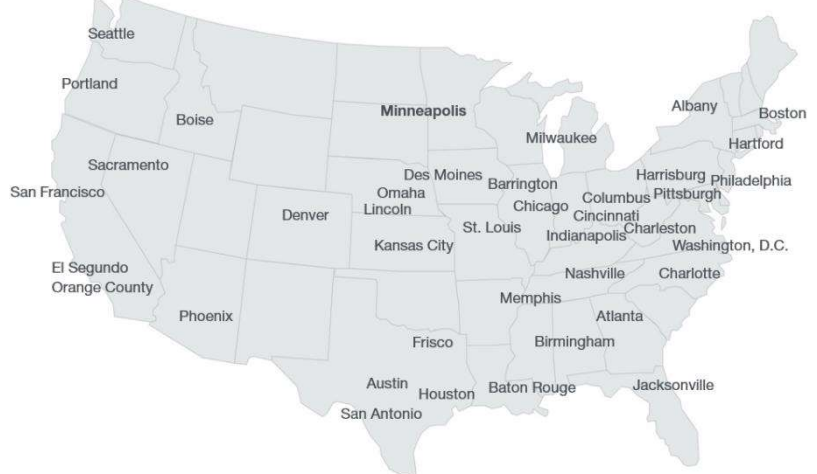 Seattle
Portland
Boise
Minneapolis
Albany
Boston
Milwaukee
Hartford
Sacramento
Des Moines
Barrington
Harrisburg
Philadelphia
San Francisco
Omaha
Columbus
Pittsburgh
Lincoln
Chicago
Cincinnati
Denver
St. Louis
Indianapolis
Charleston
Kansas City
Washington, D.C.
El Segundo
Nashville
Charlotte
Orange County
Memphis
Phoenix
Atlanta
Frisco
Birmingham
Austin
Houston
Baton Rouge
Jacksonville
San Antonio